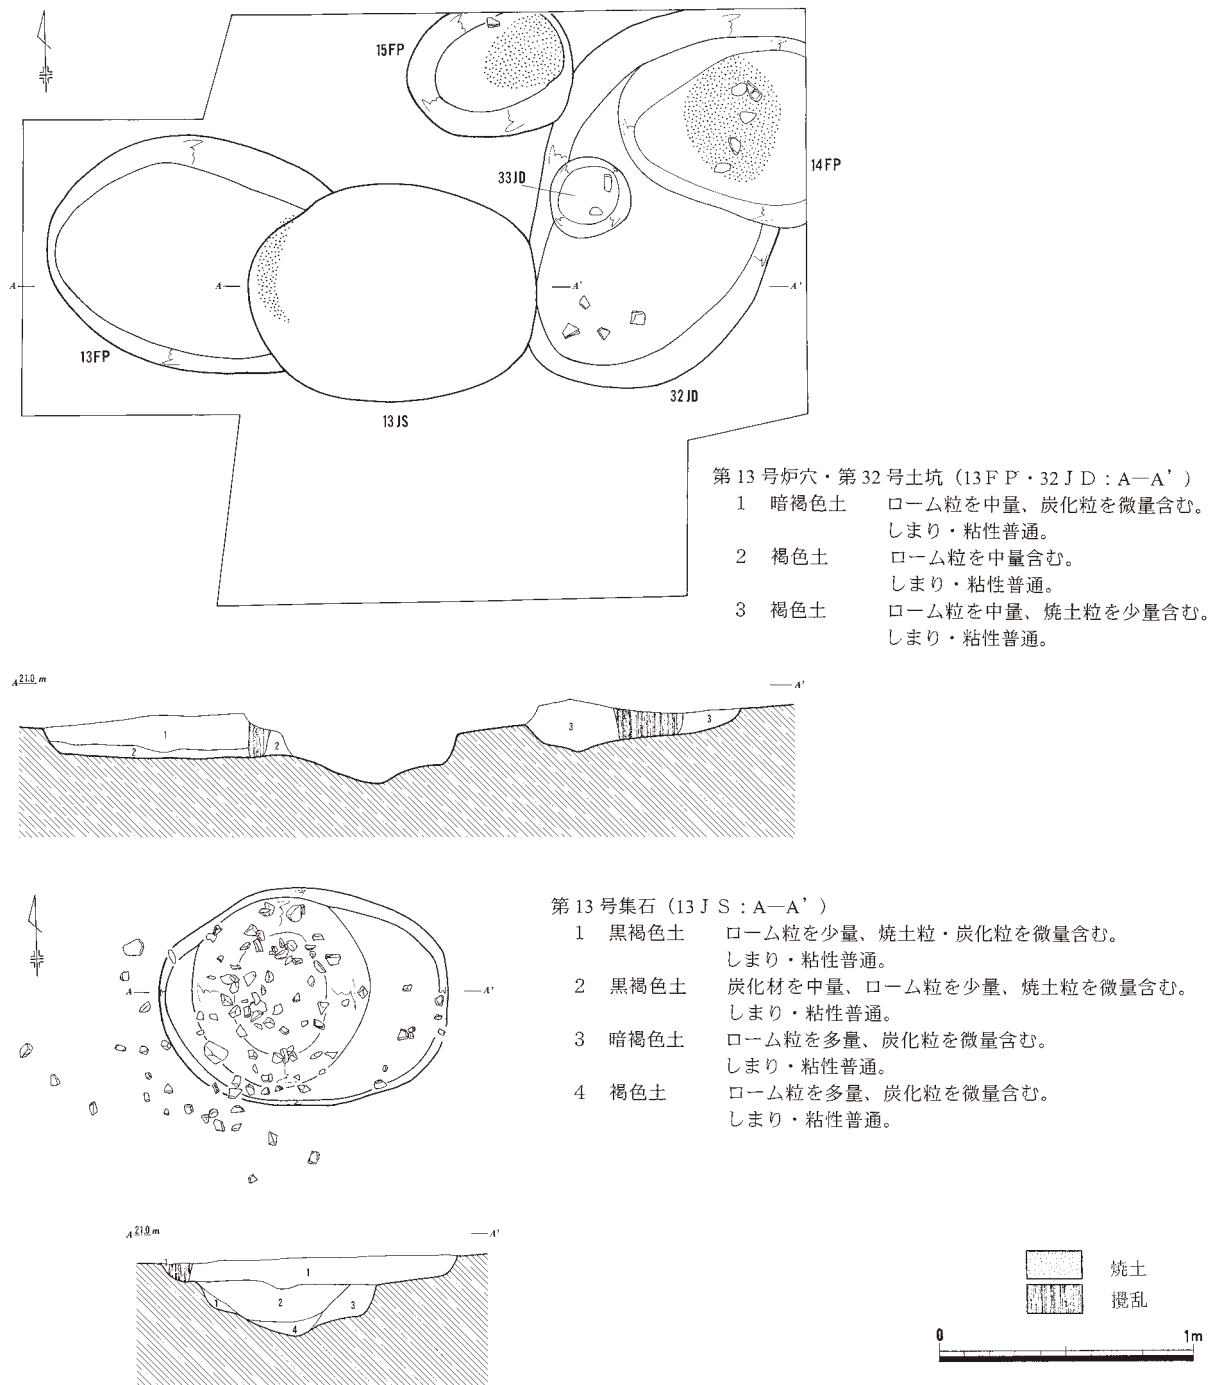 15FP
14FP
33JD
A
A
A'
A'
13FP
32JD
13JS
第13号炉穴・第32号土坑（13ＦＰ・32ＪＤ：A—A’）
1 暗褐色土 ローム粒を中量、炭化粒を微量含む。
しまり・粘性普通。
2 褐色土 ローム粒を中量含む。
しまり・粘性普通。
3 褐色土 ローム粒を中量、焼土粒を少量含む。
しまり・粘性普通。
A 21.0 m
A'
1
2
2
3
3
第13号集石（13ＪＳ：A—A’）
1 黒褐色土 ローム粒を少量、焼土粒・炭化粒を微量含む。
しまり・粘性普通。
2 黒褐色土 炭化材を中量、ローム粒を少量、焼土粒を微量含む。
しまり・粘性普通。
3 暗褐色土 ローム粒を多量、炭化粒を微量含む。
しまり・粘性普通。
4 褐色土 ローム粒を多量、炭化粒を微量含む。
しまり・粘性普通。
A
A'
A 21.0 m
A'
1
1
2
3
4
焼土
攪乱
0
1m